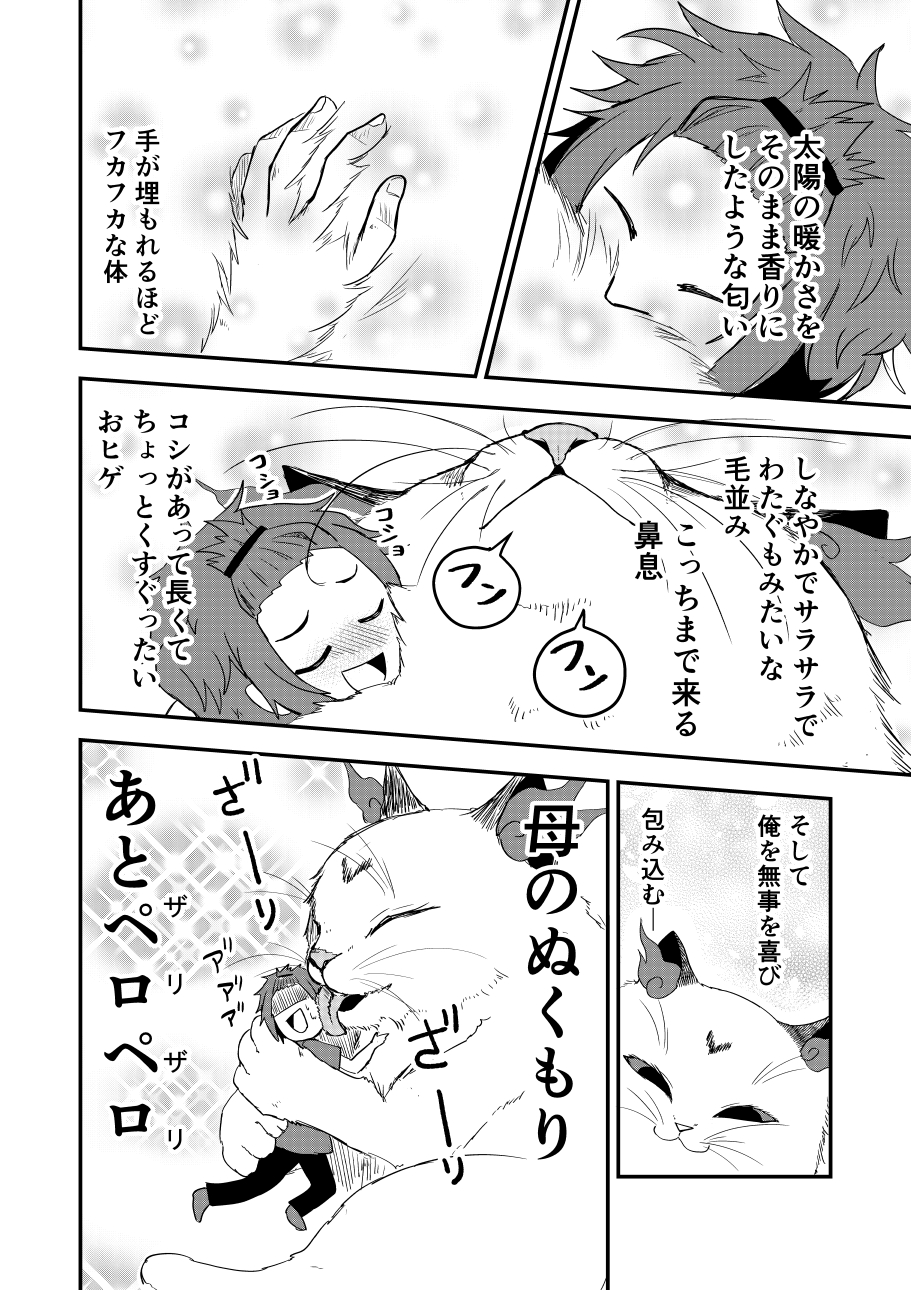 太陽の暖かさを
そのまま香りに
したような匂い
手が埋もれるほど
フカフカな体
しなやかでサラサラで
わたぐもみたいな
毛並み
こっちまで来る
鼻息
フン
フン
コショ
コショ
コシがあって長くて
ちょっとくすぐったい
おヒゲ
そして
俺を無事を喜び
包み込む―
母のぬくもり
ざーり
ざーり
アアア
あとペロペロ
ザリザリ